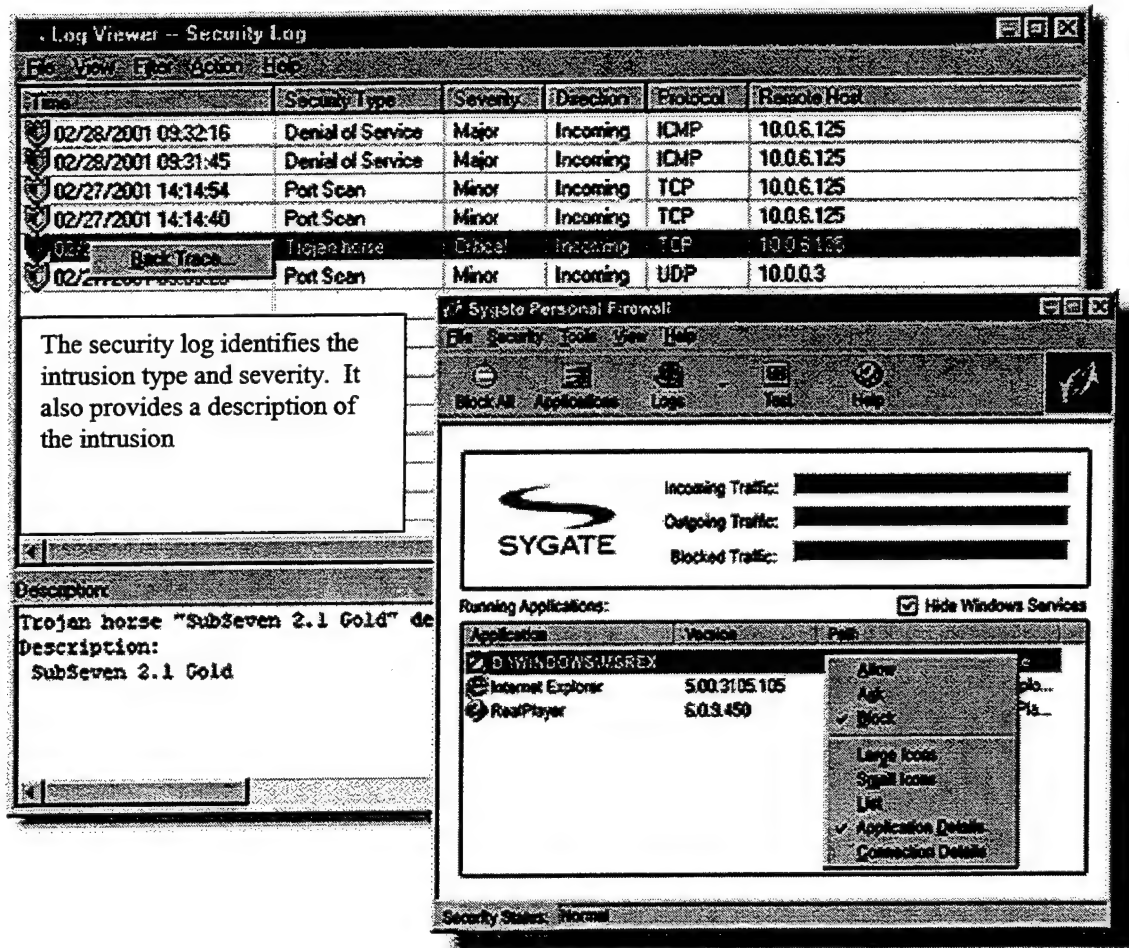 Log Viewer -- Security Log
File View Filter Action Help
Time Security Type Severity Direction Protocol Remote Host
02/28/2001 09:32:16 Denial of Service Major Incoming ICMP 10.0.6.125
02/28/2001 09:31:45 Denial of Service Major Incoming ICMP 10.0.6.125
02/27/2001 14:14:54 Port Scan Minor Incoming TCP 10.0.6.125
02/27/2001 14:14:40 Port Scan Minor Incoming TCP 10.0.6.125
Trojan horse Critical Incoming TCP
Back Trace...
Port Scan Minor Incoming UDP 10.0.0.3
The security log identifies the
intrusion type and severity. It
also provides a description of
the intrusion
Description:
Trojan horse "SubSeven 2.1 Gold" de
Description:
SubSeven 2.1 Gold
Sygate Personal Firewall
File Security Tools View Help
Block All Applications Logs Test Help
SYGATE
Incoming Traffic:
Outgoing Traffic:
Blocked Traffic:
Running Applications:
Hide Windows Services
Application Version Path
D:\WINDOWS\MSREX
Internet Explorer 5.00.3105.105 plo...
RealPlayer 6.0.9.450 Pla...
Allow
Ask
Block
Large Icons
Small Icons
List
Application Details
Connection Details
Security Status: Normal